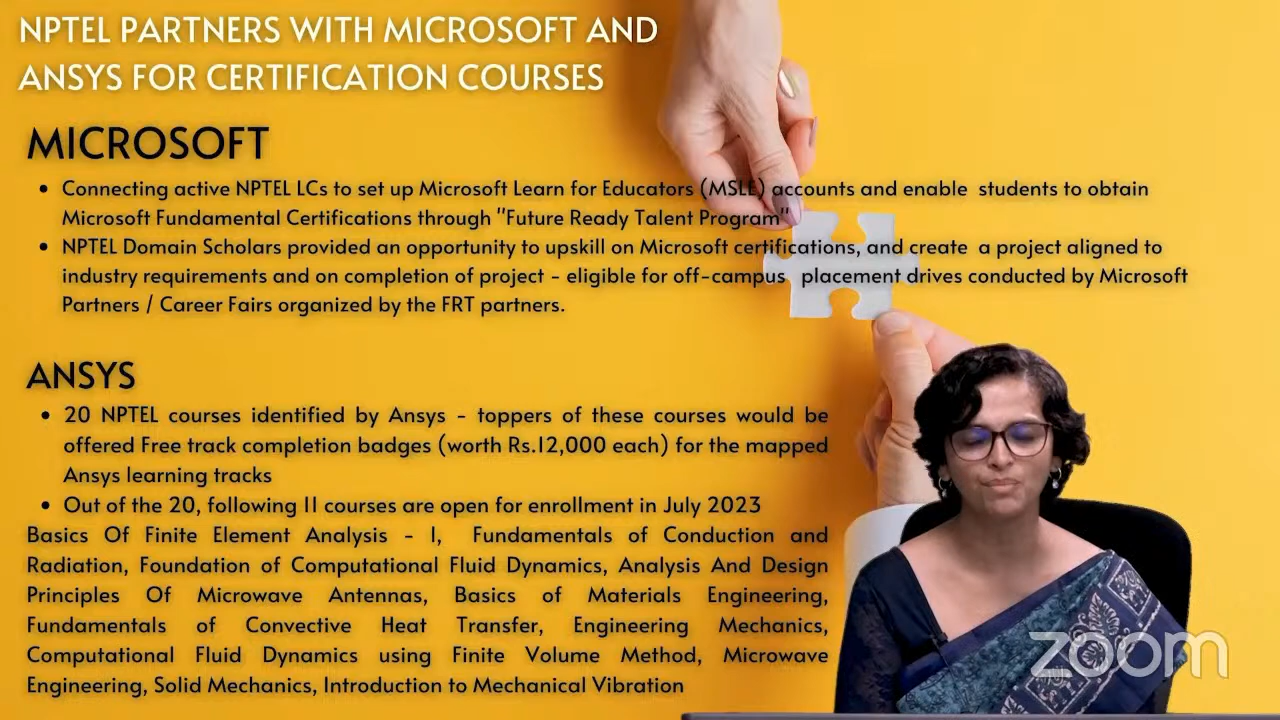 NPTEL PARTNERS WITH MICROSOFT AND
ANSYS FOR CERTIFICATION COURSES
MICROSOFT
• Connecting active NPTEL LCs to set up Microsoft Learn for Educators (MSLE) accounts and enable students to obtain
Microsoft Fundamental Certifications through "Future Ready Talent Program"
• NPTEL Domain Scholars provided an opportunity to upskill on Microsoft certifications, and create a project aligned to
industry requirements and on completion of project - eligible for off-campus placement drives conducted by Microsoft
Partners / Career Fairs organized by the FRT partners.
ANSYS
• 20 NPTEL courses identified by Ansys - toppers of these courses would be
offered Free track completion badges (worth Rs.12,000 each) for the mapped
Ansys learning tracks
• Out of the 20, following 11 courses are open for enrollment in July 2023
Basics Of Finite Element Analysis - I, Fundamentals of Conduction and
Radiation, Foundation of Computational Fluid Dynamics, Analysis And Design
Principles Of Microwave Antennas, Basics of Materials Engineering,
Fundamentals of Convective Heat Transfer, Engineering Mechanics,
Computational Fluid Dynamics using Finite Volume Method, Microwave
Engineering, Solid Mechanics, Introduction to Mechanical Vibration
zoom